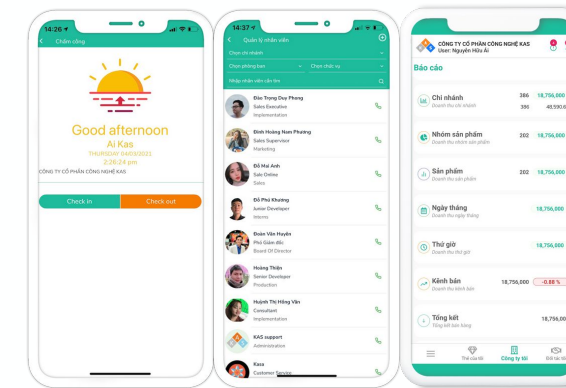 14:26
Chấm công
Good afternoon
Ai Kas
THURSDAY 04/03/2021
2:26:24 pm
CÔNG TY CỔ PHẦN CÔNG NGHỆ KAS
Check in
Check out
14:37
Quản lý nhân viên
Chọn chi nhánh
Chọn phòng ban
Chọn chức vụ
Nhập nhân viên cần tìm
Đào Trọng Duy Phong
Sales Executive
Implementation
Đinh Hoàng Nam Phương
Sales Supervisor
Marketing
Đỗ Mai Anh
Sale Online
Sales
Đỗ Phú Khương
Junior Developer
Interns
Đoàn Văn Huyên
Phó Giám đốc
Board Of Director
Hoàng Thiện
Senior Developer
Production
Huỳnh Thị Hồng Vân
Consultant
Implementation
KAS support
Administration
Kasa
Customer Service
CÔNG TY CỔ PHẦN CÔNG NGHỆ KAS
User: Nguyễn Hữu Ái
Báo cáo
Chi nhánh
386 18,756,000
Doanh thu chi nhánh
386 48,590.6
Nhóm sản phẩm
202 18,756,000
Doanh thu nhóm sản phẩm
Sản phẩm
202 18,756,000
Doanh thu sản phẩm
Ngày tháng
18,756,000
Doanh thu ngày tháng
Thứ giờ
18,756,000
Doanh thu thứ giờ
Kênh bán
18,756,000 -0.88 %
Doanh thu kênh bán
Tổng kết
18,756,00
Tổng kết bán hàng
Thẻ của tôi
Công ty tôi
Đối tác